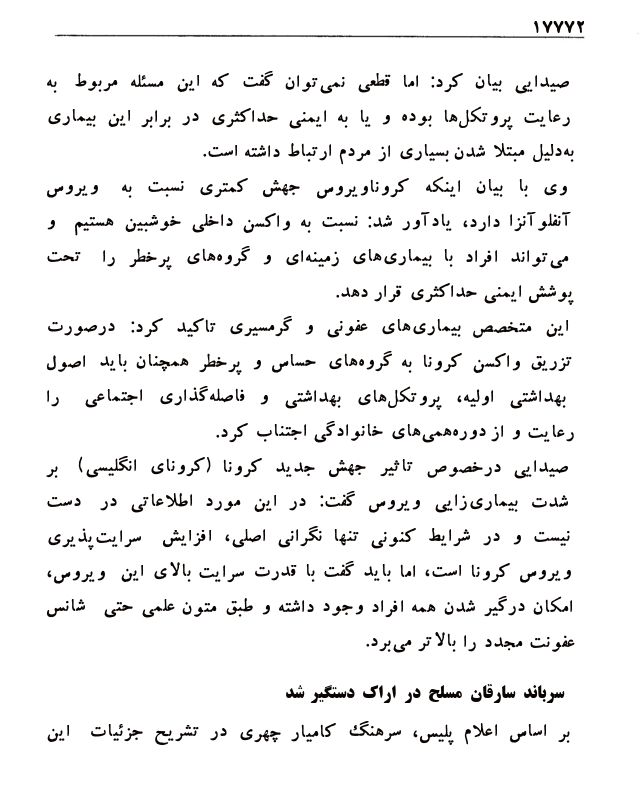 ۱۷۷۷۲
صیدایی بیان کرد: اما قطعی نمی‌توان گفت که این مسئله مربوط به
رعایت پروتکل‌ها بوده و یا به ایمنی حداکثری در برابر این بیماری
به‌دلیل مبتلا شدن بسیاری از مردم ارتباط داشته است.
وی با بیان اینکه کروناویروس جهش کمتری نسبت به ویروس
آنفلوآنزا دارد، یادآور شد: نسبت به واکسن داخلی خوشبین هستیم و
می‌تواند افراد با بیماری‌های زمینه‌ای و گروه‌های پرخطر را تحت
پوشش ایمنی حداکثری قرار دهد.
این متخصص بیماری‌های عفونی و گرمسیری تاکید کرد: درصورت
تزریق واکسن کرونا به گروه‌های حساس و پرخطر همچنان باید اصول
بهداشتی اولیه، پروتکل‌های بهداشتی و فاصله‌گذاری اجتماعی را
رعایت و از دوره‌همی‌های خانوادگی اجتناب کرد.
صیدایی درخصوص تاثیر جهش جدید کرونا (کرونای انگلیسی) بر
شدت بیماری‌زایی ویروس گفت: در این مورد اطلاعاتی در دست
نیست و در شرایط کنونی تنها نگرانی اصلی، افزایش سرایت‌پذیری
ویروس کرونا است، اما باید گفت با قدرت سرایت بالای این ویروس،
امکان درگیر شدن همه افراد وجود داشته و طبق متون علمی حتی شانس
عفونت مجدد را بالاتر می‌برد.
سرباند سارقان مسلح در اراک دستگیر شد
بر اساس اعلام پلیس، سرهنگ کامیار چهری در تشریح جزئیات این